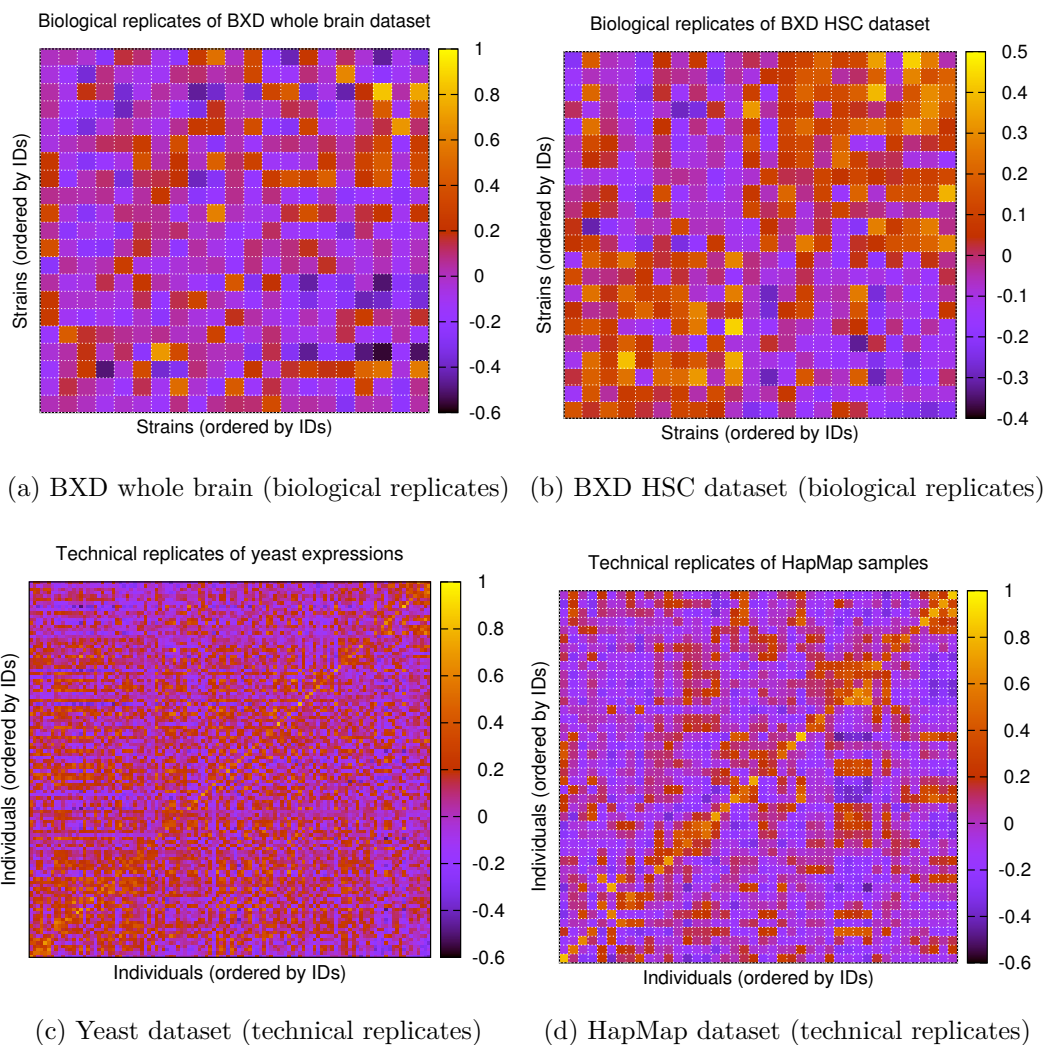 Biological replicates of BXD whole brain dataset
Strains (ordered by IDs)
Strains (ordered by IDs)
1
0.8
0.6
0.4
0.2
0
-0.2
-0.4
-0.6
(a) BXD whole brain (biological replicates)
Biological replicates of BXD HSC dataset
Strains (ordered by IDs)
Strains (ordered by IDs)
0.5
0.4
0.3
0.2
0.1
0
-0.1
-0.2
-0.3
-0.4
(b) BXD HSC dataset (biological replicates)
Technical replicates of yeast expressions
Individuals (ordered by IDs)
Individuals (ordered by IDs)
1
0.8
0.6
0.4
0.2
0
-0.2
-0.4
-0.6
(c) Yeast dataset (technical replicates)
Technical replicates of HapMap samples
Individuals (ordered by IDs)
Individuals (ordered by IDs)
1
0.8
0.6
0.4
0.2
0
-0.2
-0.4
-0.6
(d) HapMap dataset (technical replicates)